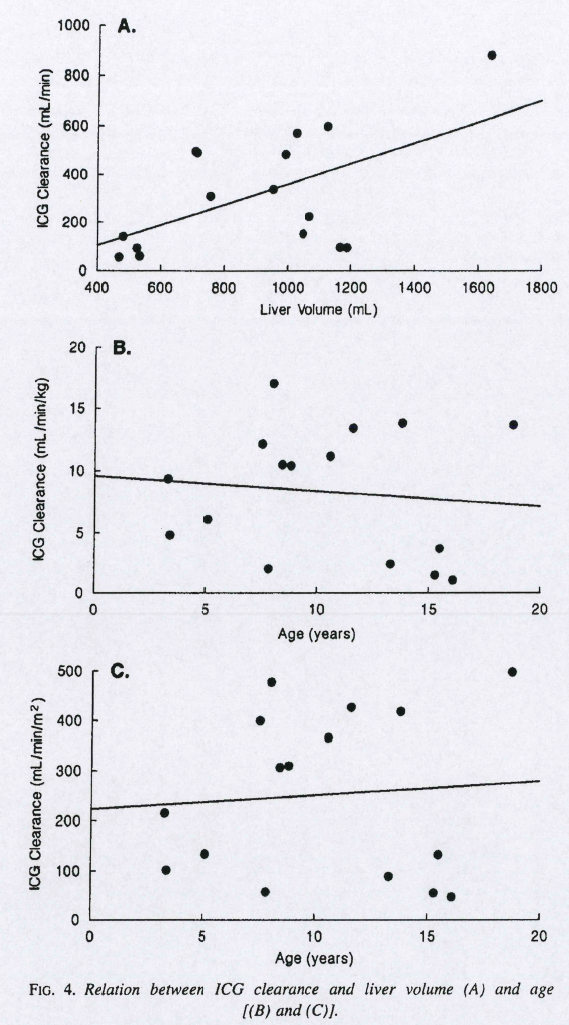 A.
1000
800
600
400
200
0
ICG Clearance (mL/min)
400 600 800 1000 1200 1400 1600 1800
Liver Volume (mL)
B.
20
15
10
5
0
ICG Clearance (mL/min/kg)
0 5 10 15 20
Age (years)
C.
500
400
300
200
100
0
ICG Clearance (mL/min/m²)
0 5 10 15 20
Age (years)
FIG. 4. Relation between ICG clearance and liver volume (A) and age
[(B) and (C)].